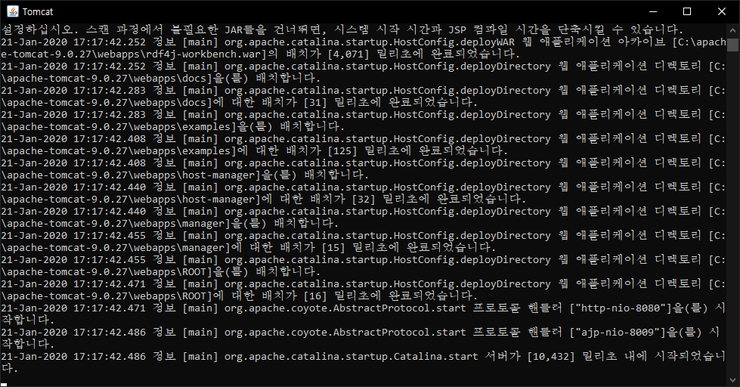 Tomcat
설정하십시오. 스캔 과정에서 불필요한 JAR들을 건너뛰면, 시스템 시작 시간과 JSP 컴파일 시간을 단축시킬 수 있습니다.
21-Jan-2020 17:17:42.252 정보 [main] org.apache.catalina.startup.HostConfig.deployWAR 웹 애플리케이션 아카이브 [C:\apach
e-tomcat-9.0.27\webapps\rdf4j-workbench.war]의 배치가 [4,071] 밀리초에 완료되었습니다.
21-Jan-2020 17:17:42.252 정보 [main] org.apache.catalina.startup.HostConfig.deployDirectory 웹 애플리케이션 디렉토리 [C:
\apache-tomcat-9.0.27\webapps\docs]을(를) 배치합니다.
21-Jan-2020 17:17:42.283 정보 [main] org.apache.catalina.startup.HostConfig.deployDirectory 웹 애플리케이션 디렉토리 [C:
\apache-tomcat-9.0.27\webapps\docs]에 대한 배치가 [31] 밀리초에 완료되었습니다.
21-Jan-2020 17:17:42.283 정보 [main] org.apache.catalina.startup.HostConfig.deployDirectory 웹 애플리케이션 디렉토리 [C:
\apache-tomcat-9.0.27\webapps\examples]을(를) 배치합니다.
21-Jan-2020 17:17:42.408 정보 [main] org.apache.catalina.startup.HostConfig.deployDirectory 웹 애플리케이션 디렉토리 [C:
\apache-tomcat-9.0.27\webapps\examples]에 대한 배치가 [125] 밀리초에 완료되었습니다.
21-Jan-2020 17:17:42.408 정보 [main] org.apache.catalina.startup.HostConfig.deployDirectory 웹 애플리케이션 디렉토리 [C:
\apache-tomcat-9.0.27\webapps\host-manager]을(를) 배치합니다.
21-Jan-2020 17:17:42.440 정보 [main] org.apache.catalina.startup.HostConfig.deployDirectory 웹 애플리케이션 디렉토리 [C:
\apache-tomcat-9.0.27\webapps\host-manager]에 대한 배치가 [32] 밀리초에 완료되었습니다.
21-Jan-2020 17:17:42.440 정보 [main] org.apache.catalina.startup.HostConfig.deployDirectory 웹 애플리케이션 디렉토리 [C:
\apache-tomcat-9.0.27\webapps\manager]을(를) 배치합니다.
21-Jan-2020 17:17:42.455 정보 [main] org.apache.catalina.startup.HostConfig.deployDirectory 웹 애플리케이션 디렉토리 [C:
\apache-tomcat-9.0.27\webapps\manager]에 대한 배치가 [15] 밀리초에 완료되었습니다.
21-Jan-2020 17:17:42.455 정보 [main] org.apache.catalina.startup.HostConfig.deployDirectory 웹 애플리케이션 디렉토리 [C:
\apache-tomcat-9.0.27\webapps\ROOT]을(를) 배치합니다.
21-Jan-2020 17:17:42.471 정보 [main] org.apache.catalina.startup.HostConfig.deployDirectory 웹 애플리케이션 디렉토리 [C:
\apache-tomcat-9.0.27\webapps\ROOT]에 대한 배치가 [16] 밀리초에 완료되었습니다.
21-Jan-2020 17:17:42.471 정보 [main] org.apache.coyote.AbstractProtocol.start 프로토콜 핸들러 ["http-nio-8080"]을(를) 시
작합니다.
21-Jan-2020 17:17:42.486 정보 [main] org.apache.coyote.AbstractProtocol.start 프로토콜 핸들러 ["ajp-nio-8009"]을(를) 시
작합니다.
21-Jan-2020 17:17:42.486 정보 [main] org.apache.catalina.startup.Catalina.start 서버가 [10,432] 밀리초 내에 시작되었습니다
.